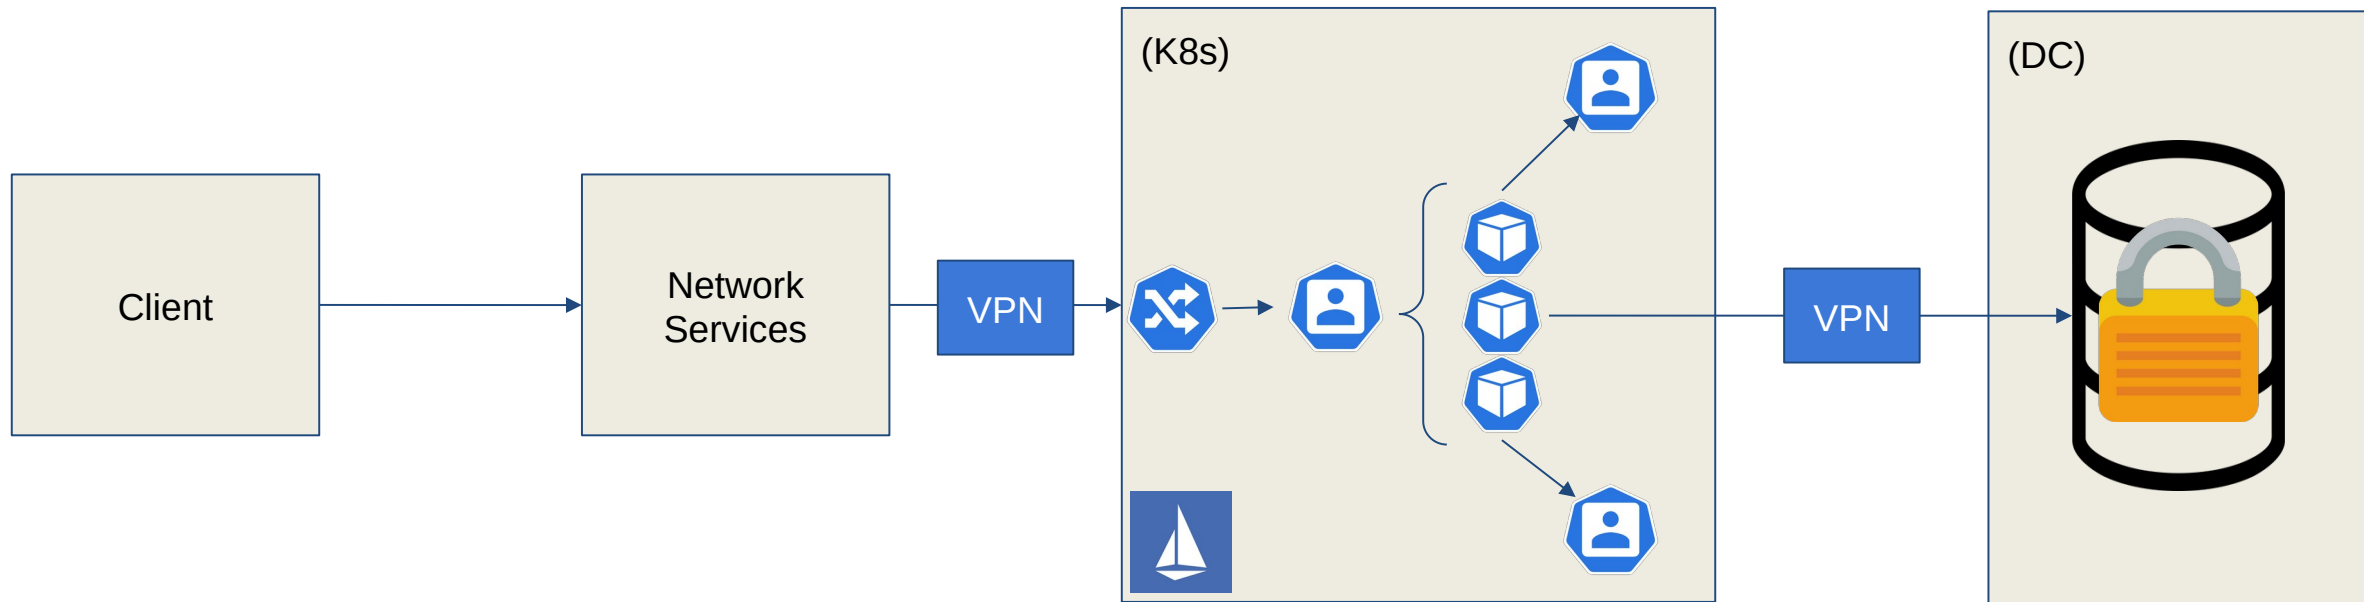 Client
Network
Services
VPN
(K8s)
VPN
(DC)